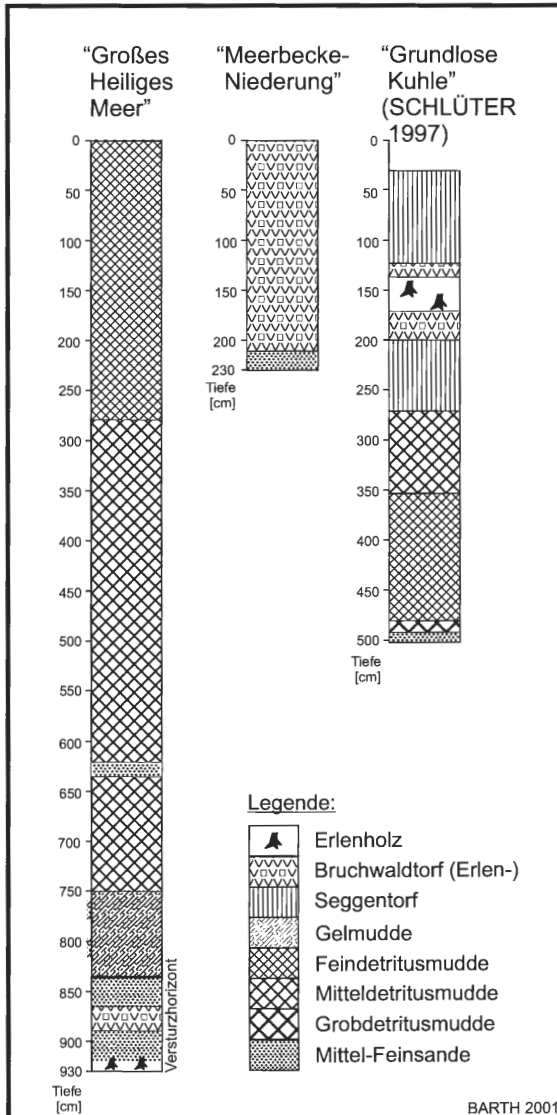 "Großes
Heiliges
Meer"
0
50
100
150
200
250
300
350
400
450
500
550
600
650
700
750
800
850
900
930
Tiefe
[cm]
Versturzhorizont
"Meerbecke-
Niederung"
0
50
100
150
200
230
Tiefe
[cm]
"Grundlose
Kuhle"
(SCHLÜTER
1997)
0
50
100
150
200
250
300
350
400
450
500
Tiefe
[cm]
Legende:
Erlenholz
Bruchwaldtorf (Erlen-)
Seggentorf
Gelmudde
Feindetritusmudde
Mitteldetritusmudde
Grobdetritusmudde
Mittel-Feinsande
BARTH 2001